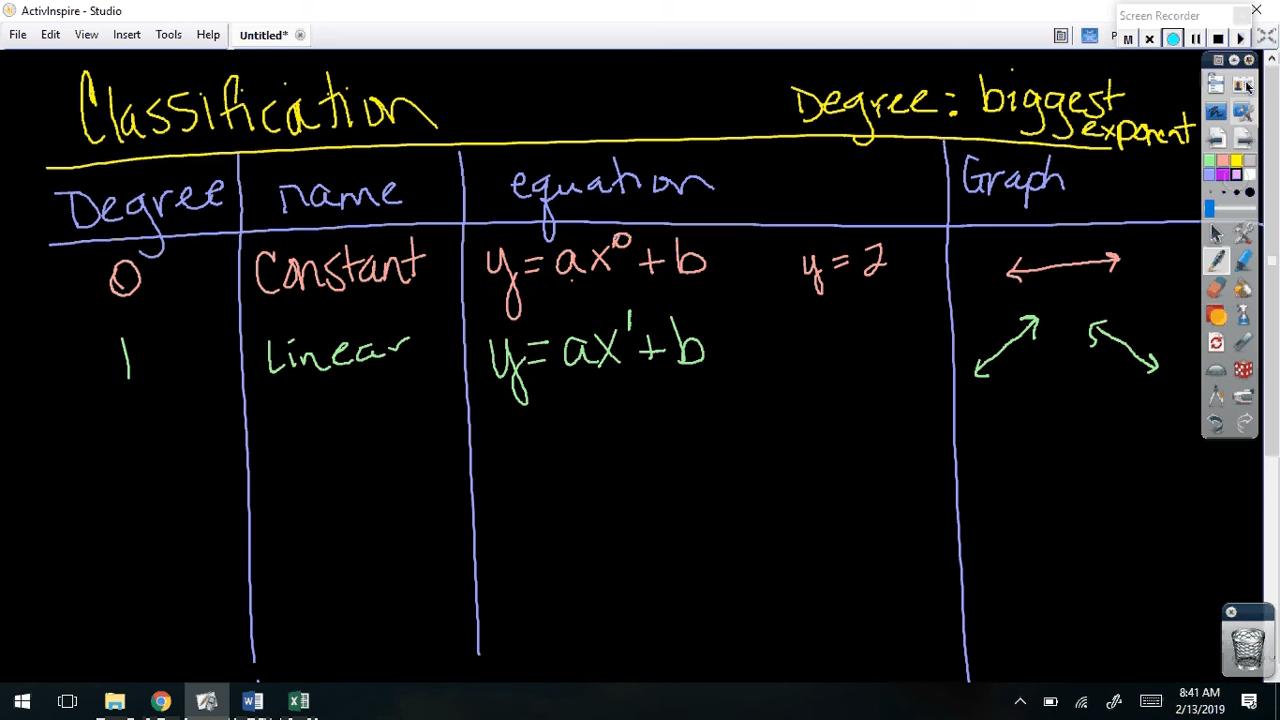 ActivInspire - Studio
Screen Recorder
File Edit View Insert Tools Help Untitled*
Classification
Degree: biggest exponent
Degree name equation Graph
0 Constant y = ax⁰ + b y = 2
1 Linear y = ax¹ + b
8:41 AM
2/13/2019